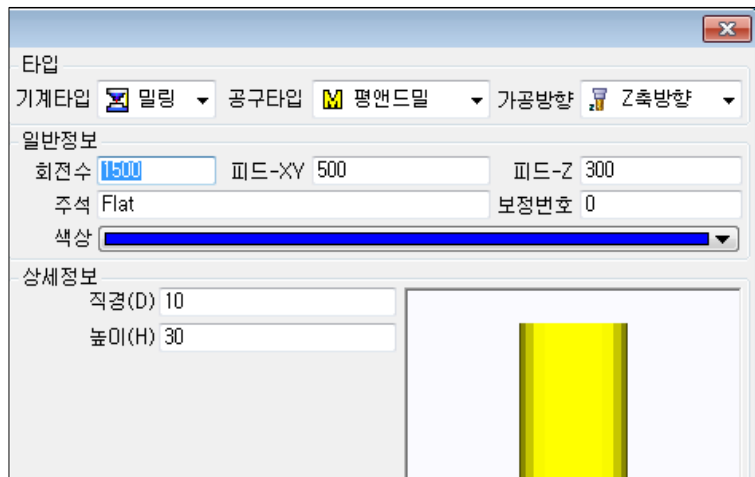 타입
기계타입 밀링 공구타입 평앤드밀 가공방향 Z축방향
일반정보
회전수 1500 피드-XY 500 피드-Z 300
주석 Flat 보정번호 0
색상
상세정보
직경(D) 10
높이(H) 30